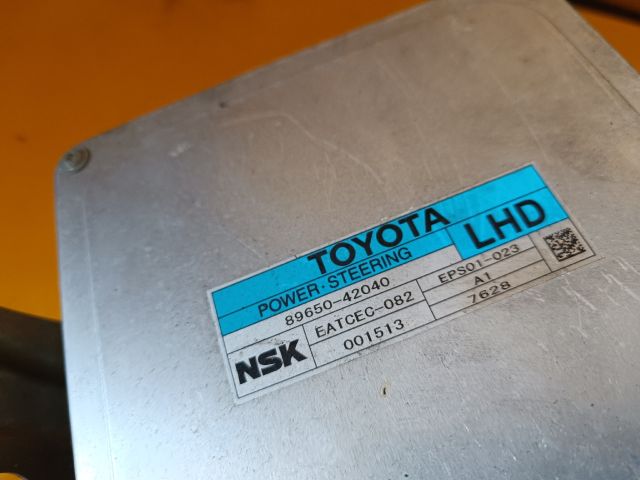 TOYOTA
LHD
POWER·STEERING
89650-42040
EPS01-023
NSK
EATCEC-082
A1
001513
7628